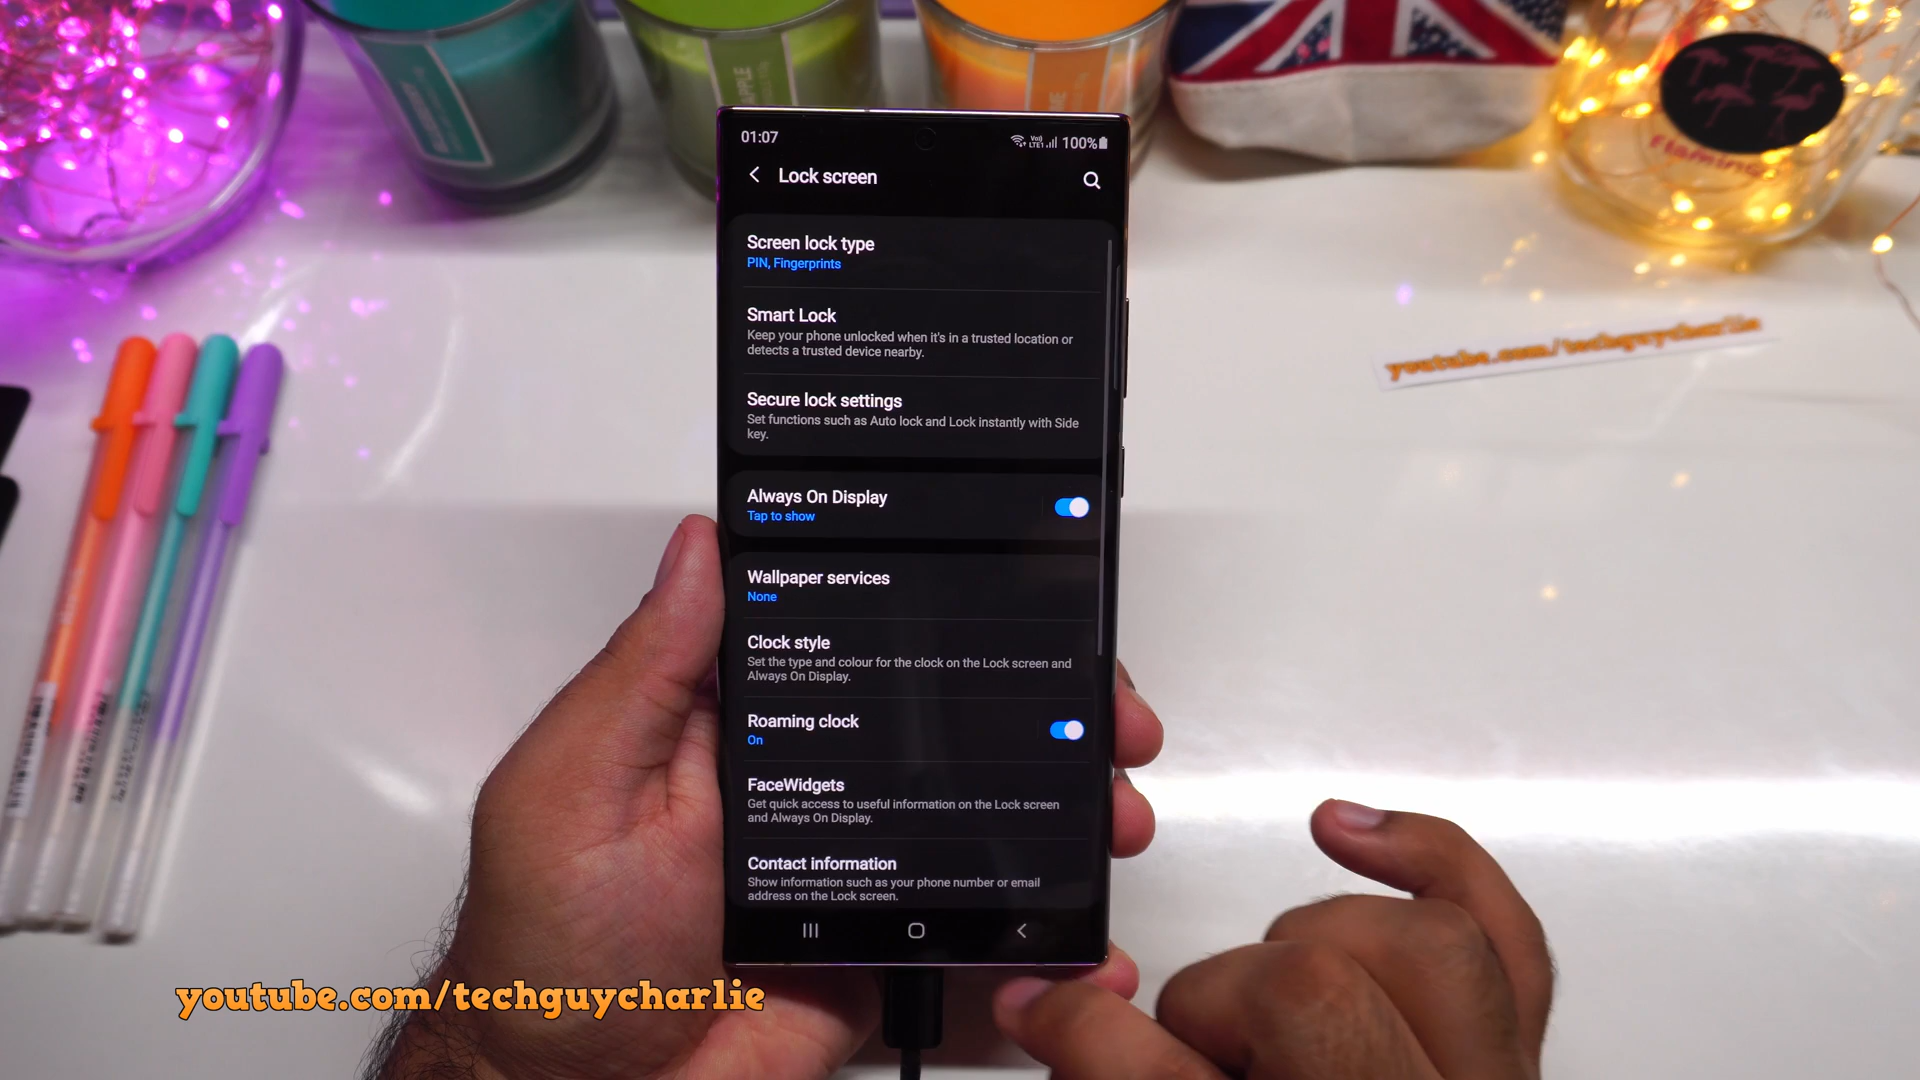 01:07
VoI)
LTE1
100%
Lock screen
Screen lock type
PIN, Fingerprints
Smart Lock
Keep your phone unlocked when it's in a trusted location or
detects a trusted device nearby.
Secure lock settings
Set functions such as Auto lock and Lock instantly with Side
key.
Always On Display
Tap to show
Wallpaper services
None
Clock style
Set the type and colour for the clock on the Lock screen and
Always On Display.
Roaming clock
On
FaceWidgets
Get quick access to useful information on the Lock screen
and Always On Display.
Contact information
Show information such as your phone number or email
address on the Lock screen.
youtube.com/techguycharlie
youtube.com/techguycharlie